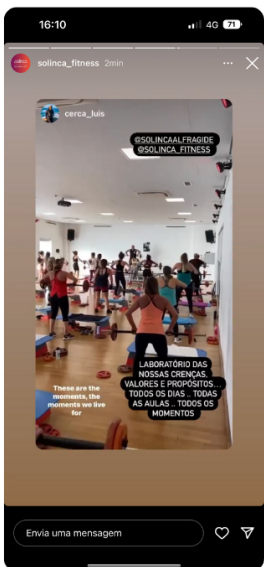 16:10
4G 71
solinca_fitness 2min
cerca_luis
@SOLINCAALFRAGIDE
@SOLINCA_FITNESS
LABORATÓRIO DAS
NOSSAS CRENÇAS,
VALORES E PROPÓSITOS...
TODOS OS DIAS .. TODAS
AS AULAS .. TODOS OS
MOMENTOS
These are the
moments, the
moments we live
for
Envia uma mensagem